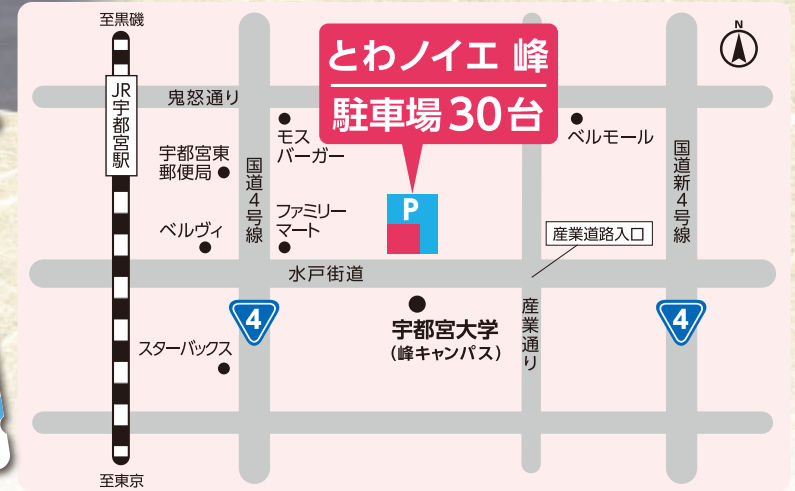 至黒磯
N
とわノイエ 峰
駐車場30台
JR宇都宮駅
鬼怒通り
モス
バーガー
ベルモール
宇都宮東
郵便局
国道4号線
国道新4号線
ファミリー
マート
P
ベルヴィ
産業道路入口
水戸街道
4
宇都宮大学
(峰キャンパス)
産業通り
4
スターバックス
至東京